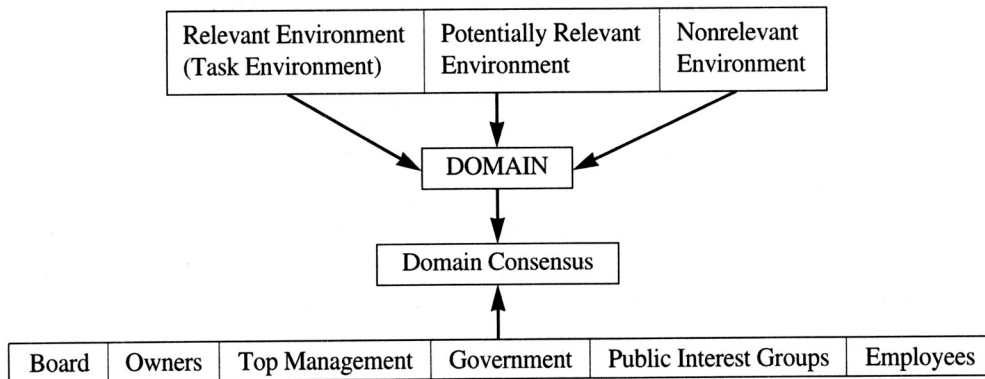 Relevant Environment
(Task Environment)
Potentially Relevant
Environment
Nonrelevant
Environment
DOMAIN
Domain Consensus
Board
Owners
Top Management
Government
Public Interest Groups
Employees